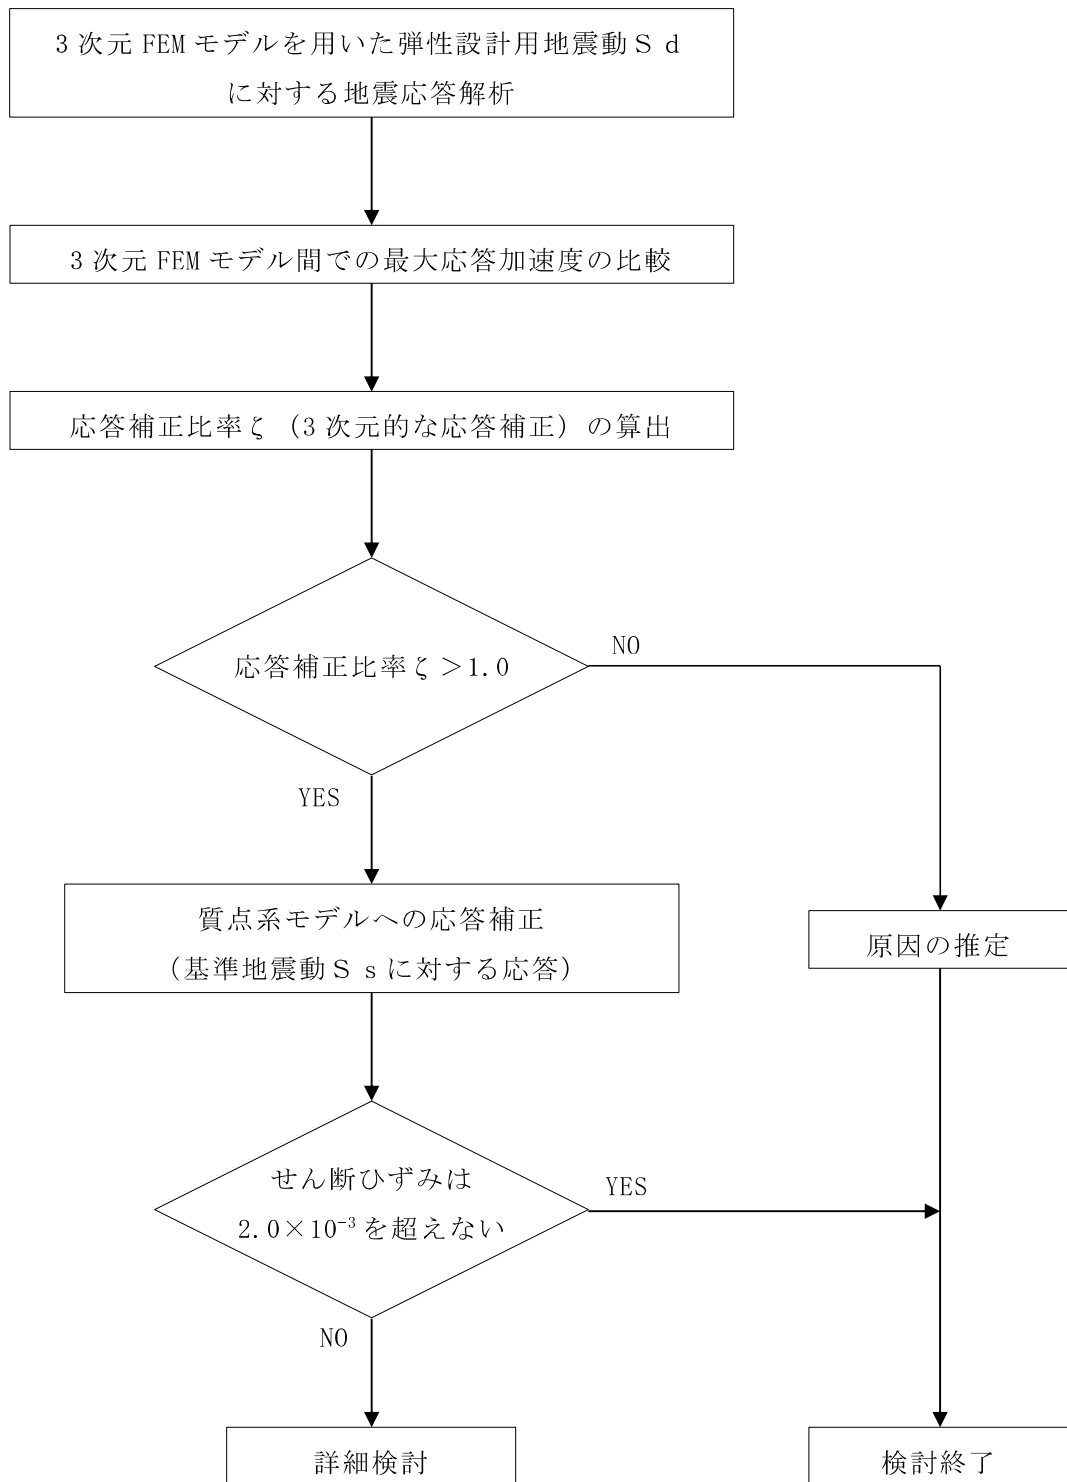 3次元FEMモデルを用いた弾性設計用地震動Ｓｄ
に対する地震応答解析
3次元FEMモデル間での最大応答加速度の比較
応答補正比率ζ（3次元的な応答補正）の算出
応答補正比率ζ＞1.0
NO
YES
質点系モデルへの応答補正
（基準地震動Ｓｓに対する応答）
原因の推定
せん断ひずみは
2.0×10⁻³を超えない
YES
NO
詳細検討
検討終了